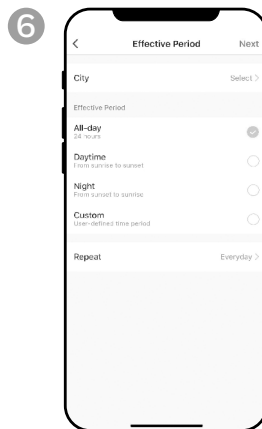 6
Effective Period Next
City Select
Effective Period
All-day
24 hours
Daytime
From sunrise to sunset
Night
From sunset to sunrise
Custom
User-defined time period
Repeat Everyday